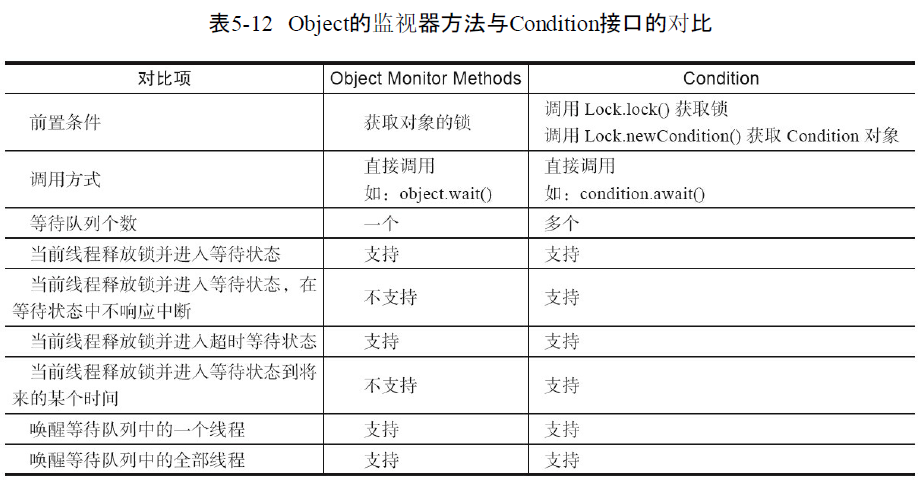 表5-12 Object的监视器方法与Condition接口的对比
对比项 Object Monitor Methods Condition
前置条件 获取对象的锁 调用 Lock.lock() 获取锁
调用 Lock.newCondition() 获取 Condition 对象
调用方式 直接调用 直接调用
如：object.wait() 如：condition.await()
等待队列个数 一个 多个
当前线程释放锁并进入等待状态 支持 支持
当前线程释放锁并进入等待状态，在
等待状态中不响应中断 不支持 支持
当前线程释放锁并进入超时等待状态 支持 支持
当前线程释放锁并进入等待状态到将
来的某个时间 不支持 支持
唤醒等待队列中的一个线程 支持 支持
唤醒等待队列中的全部线程 支持 支持